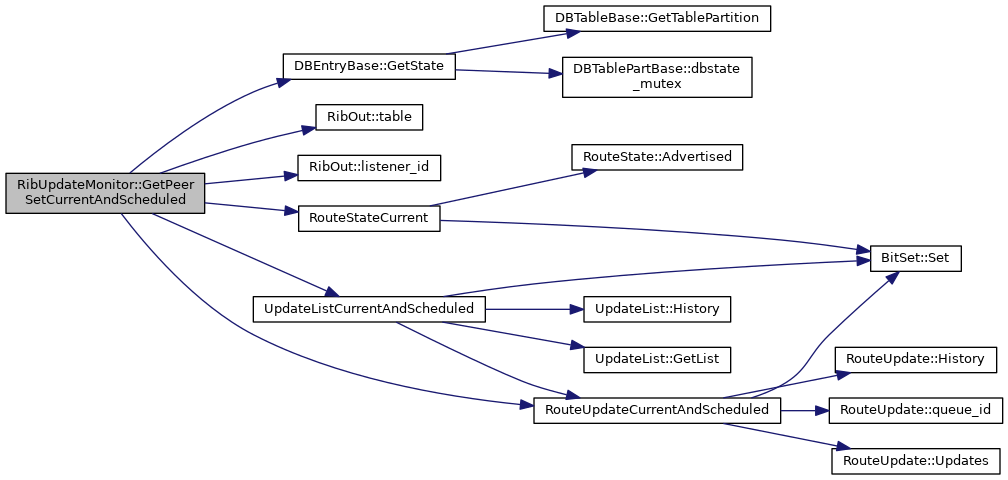 DBTableBase::GetTablePartition
DBEntryBase::GetState
DBTablePartBase::dbstate
_mutex
RibOut::table
RouteState::Advertised
RibOut::listener_id
RibUpdateMonitor::GetPeer
SetCurrentAndScheduled
RouteStateCurrent
BitSet::Set
UpdateListCurrentAndScheduled
UpdateList::History
UpdateList::GetList
RouteUpdate::History
RouteUpdateCurrentAndScheduled
RouteUpdate::queue_id
RouteUpdate::Updates